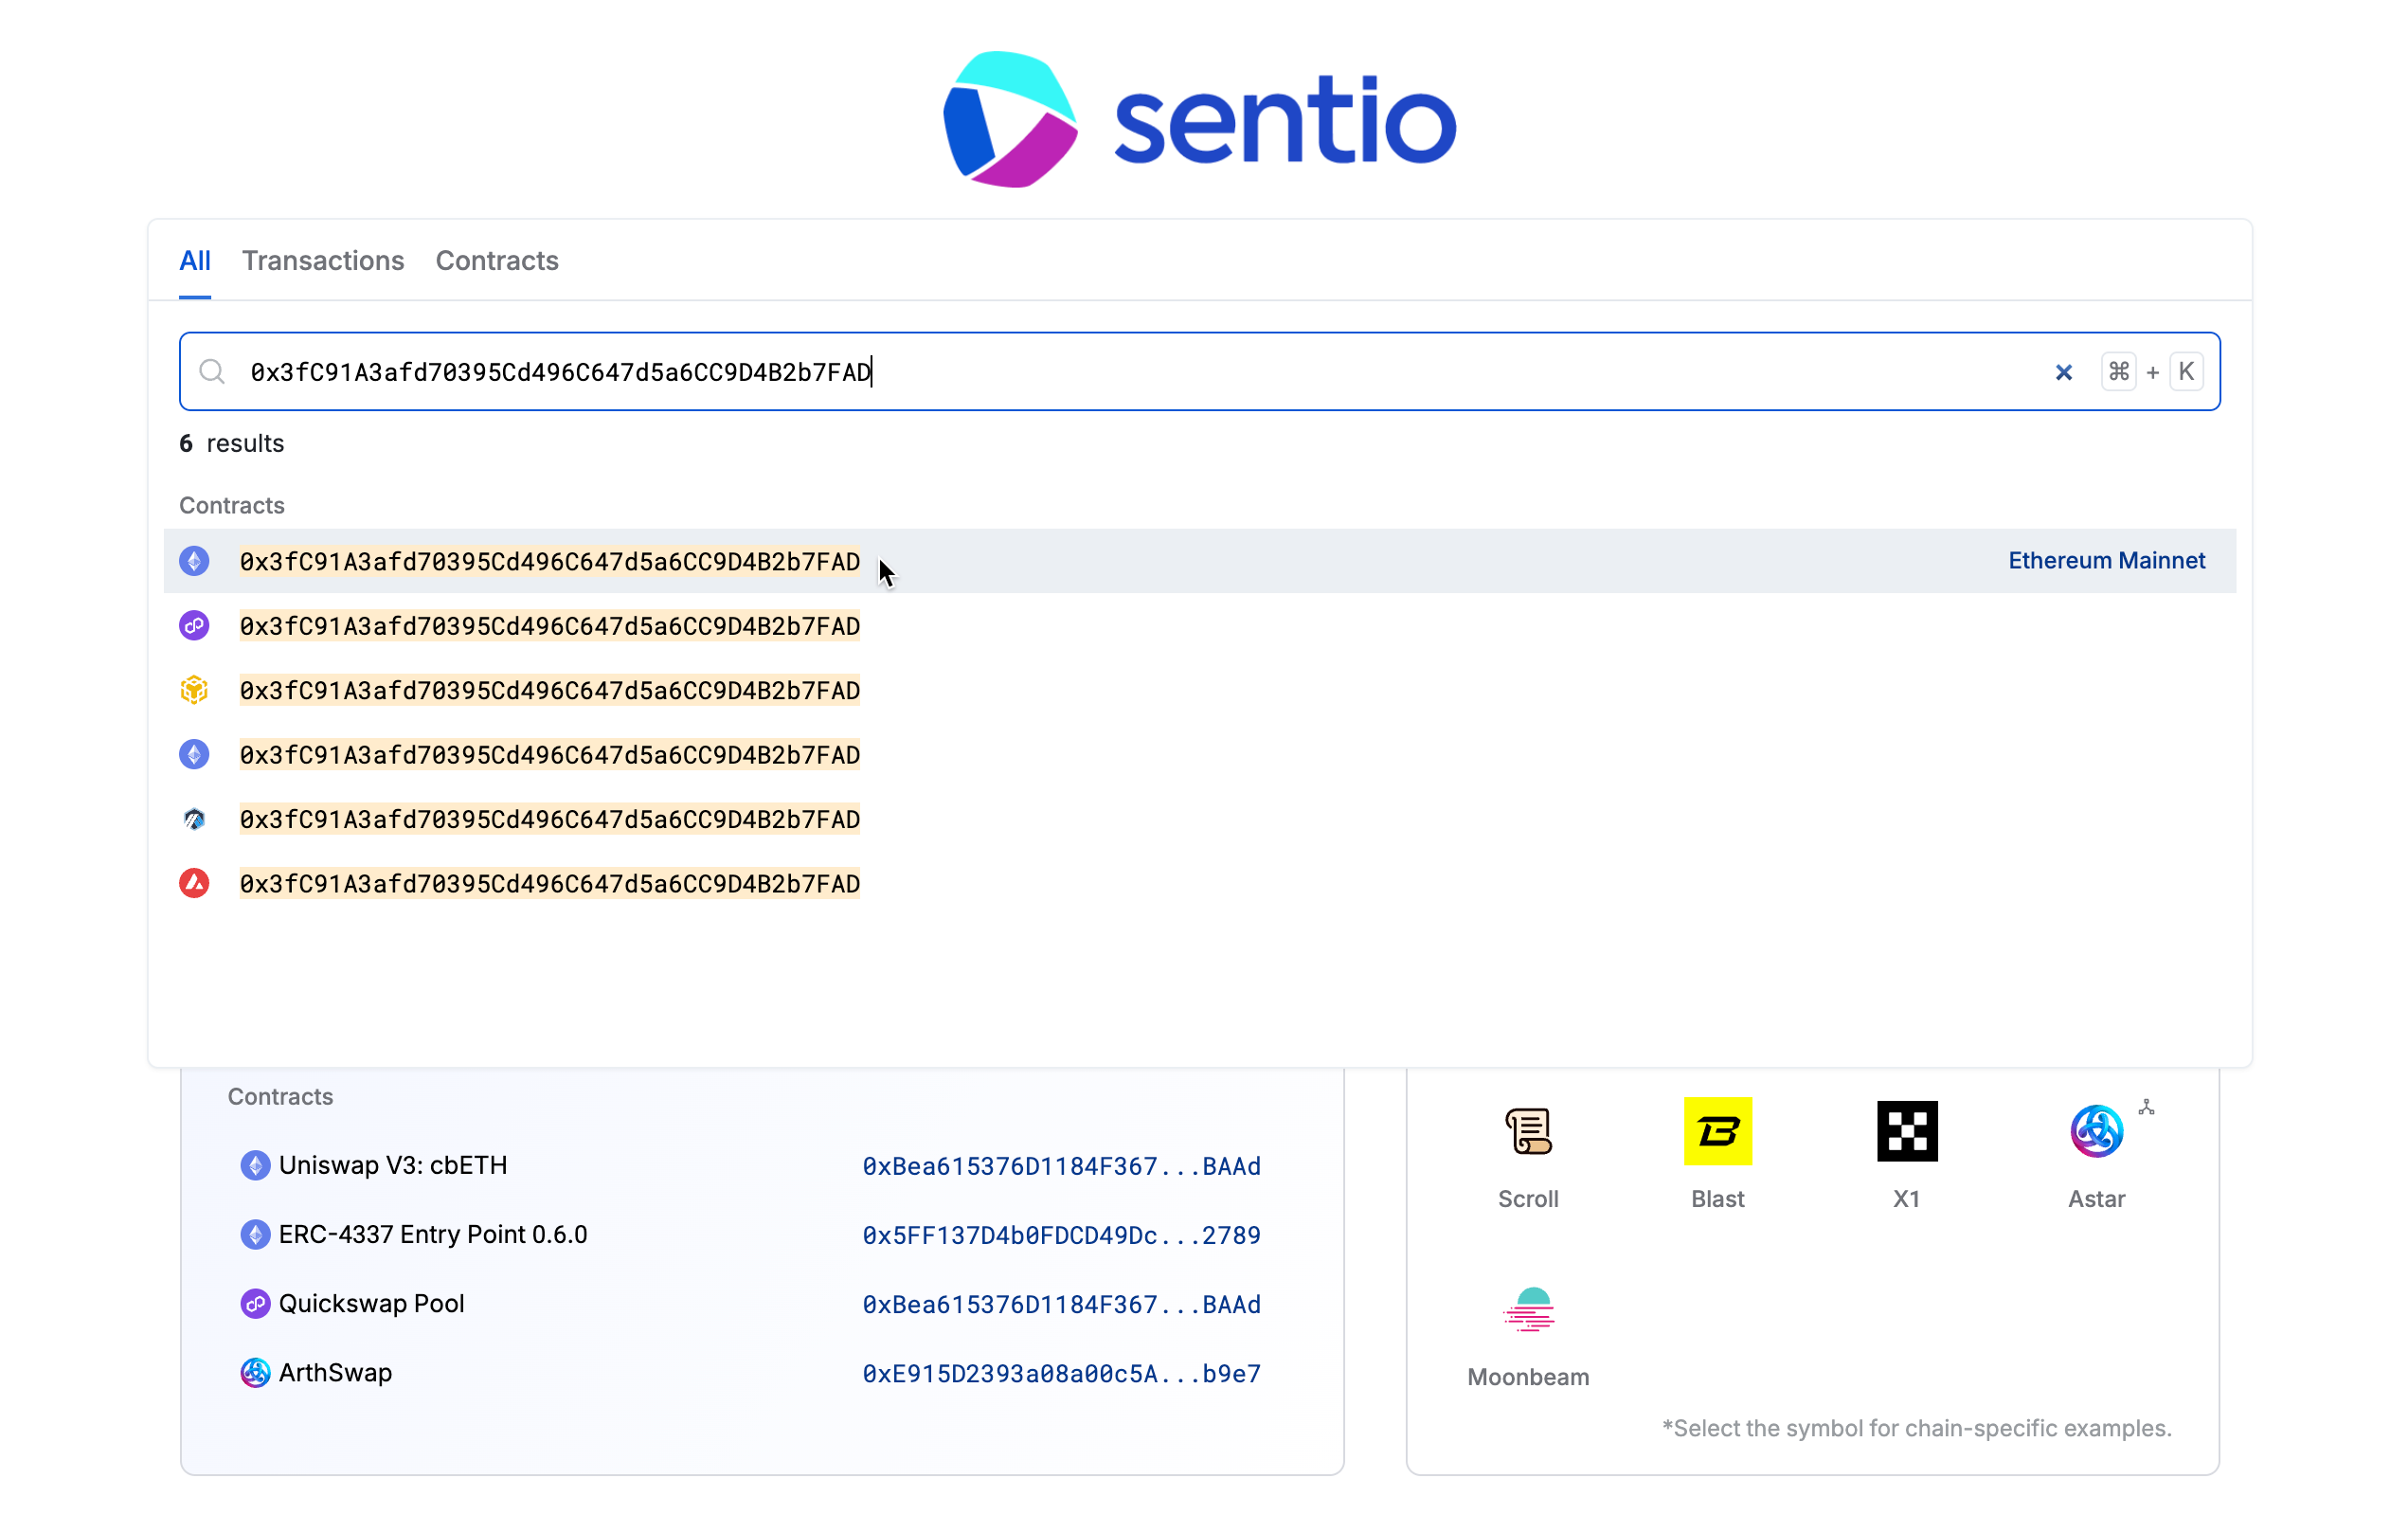 sentio
All Transactions Contracts
0x3fC91A3afd70395Cd496C647d5a6CC9D4B2b7FAD × ⌘ + K
6 results
Contracts
0x3fC91A3afd70395Cd496C647d5a6CC9D4B2b7FAD Ethereum Mainnet
0x3fC91A3afd70395Cd496C647d5a6CC9D4B2b7FAD
0x3fC91A3afd70395Cd496C647d5a6CC9D4B2b7FAD
0x3fC91A3afd70395Cd496C647d5a6CC9D4B2b7FAD
0x3fC91A3afd70395Cd496C647d5a6CC9D4B2b7FAD
0x3fC91A3afd70395Cd496C647d5a6CC9D4B2b7FAD
Contracts
Uniswap V3: cbETH 0xBea615376D1184F367...BAAd
ERC-4337 Entry Point 0.6.0 0x5FF137D4b0FDCD49Dc...2789
Quickswap Pool 0xBea615376D1184F367...BAAd
ArthSwap 0xE915D2393a08a00c5A...b9e7
Scroll Blast X1 Astar
Moonbeam
*Select the symbol for chain-specific examples.